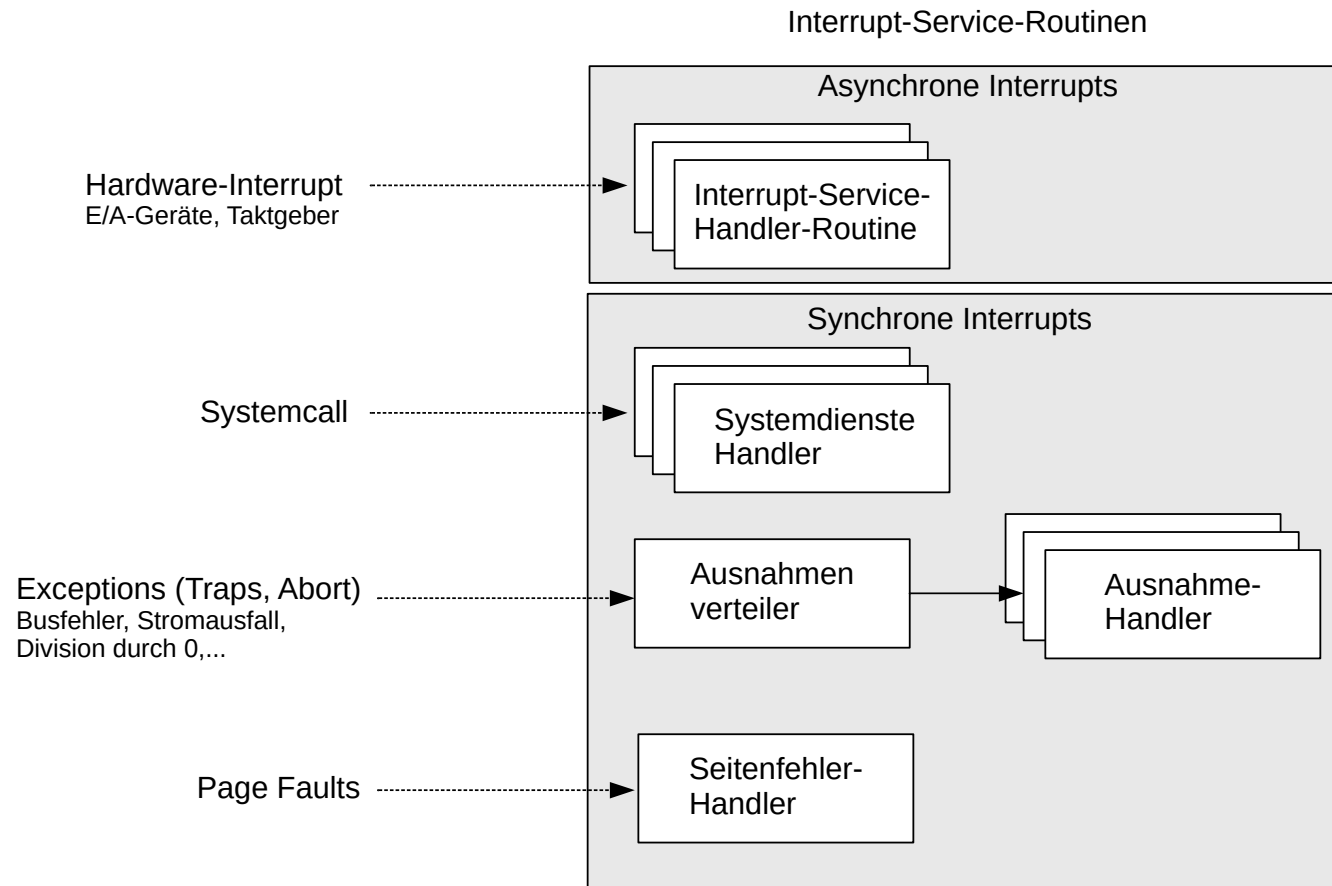 Interrupt-Service-Routinen
Asynchrone Interrupts
Hardware-Interrupt
E/A-Geräte, Taktgeber
Interrupt-Service-
Handler-Routine
Synchrone Interrupts
Systemcall
Systemdienste
Handler
Exceptions (Traps, Abort)
Busfehler, Stromausfall,
Division durch 0,...
Ausnahmen
verteiler
Ausnahme-
Handler
Page Faults
Seitenfehler-
Handler